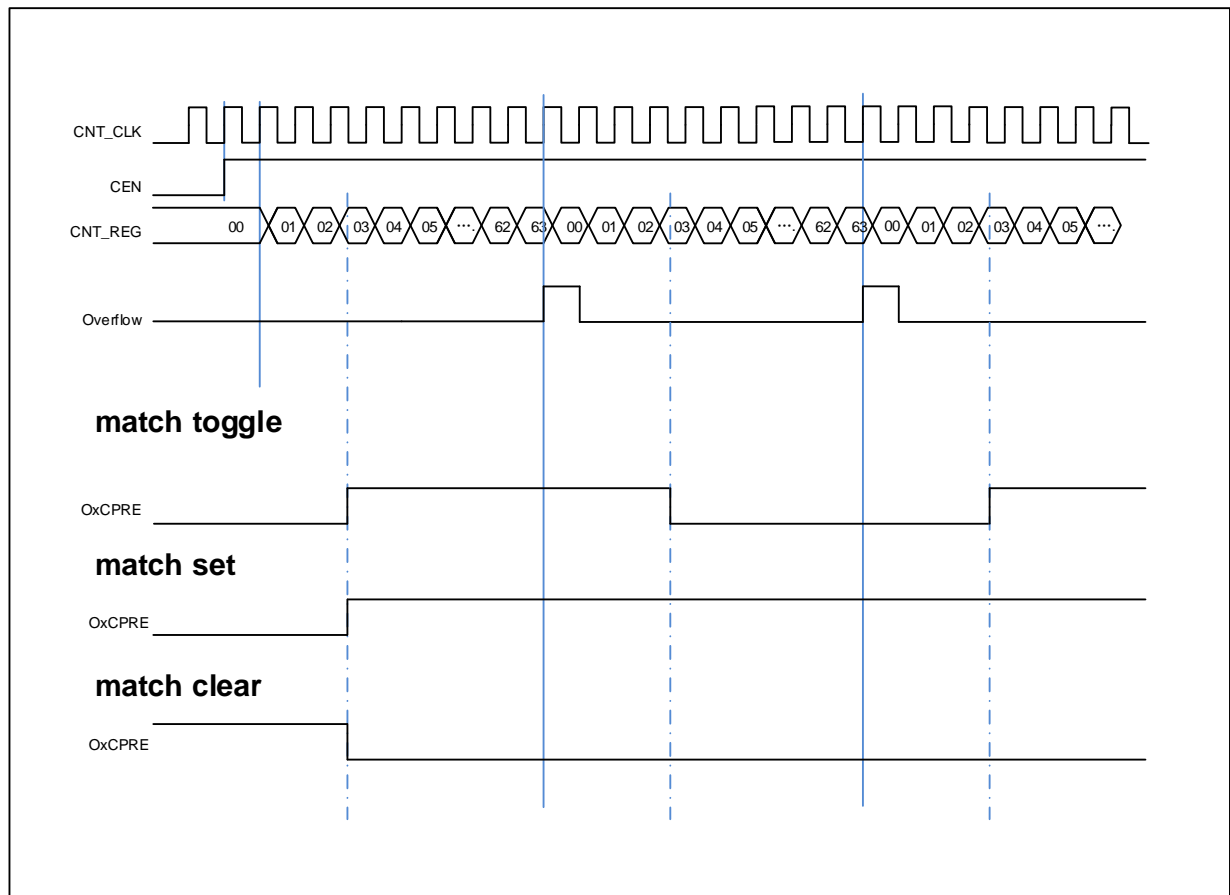 CNT_CLK
CEN
CNT_REG 00 01 02 03 04 05 ···. 62 63 00 01 02 03 04 05 ···. 62 63 00 01 02 03 04 05 ···.
Overflow
match toggle
OxCPRE
match set
OxCPRE
match clear
OxCPRE